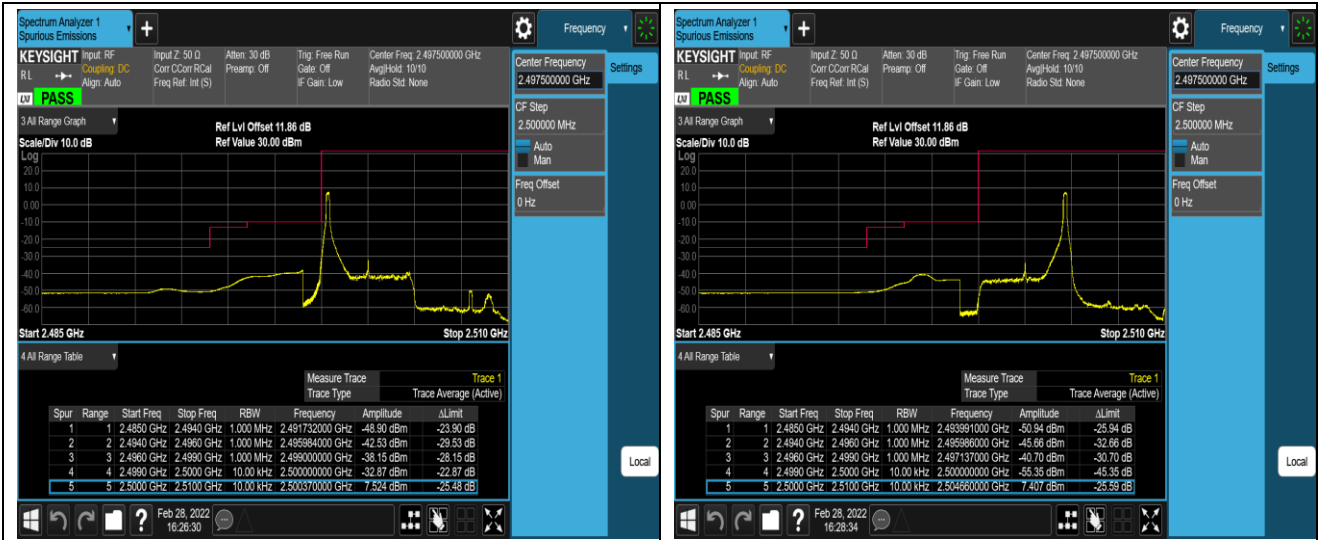 Spectrum Analyzer 1
Spurious Emissions
+
Frequency
KEYSIGHT Input: RF Input Z: 50 Ω Atten: 30 dB Trig: Free Run Center Freq: 2.497500000 GHz
Coupling: DC Corr CCorr RCal Preamp: Off Gate: Off Avg|Hold: 10/10
RL Align: Auto Freq Ref: Int (S) IF Gain: Low Radio Std: None
LXI PASS
Center Frequency
2.497500000 GHz
Settings
CF Step
2.500000 MHz
Auto
Man
Freq Offset
0 Hz
3 All Range Graph
Ref Lvl Offset 11.86 dB
Scale/Div 10.0 dB Ref Value 30.00 dBm
Log
20.0
10.0
0.00
-10.0
-20.0
-30.0
-40.0
-50.0
-60.0
Start 2.485 GHz Stop 2.510 GHz
4 All Range Table
Measure Trace Trace 1
Trace Type Trace Average (Active)
Spur Range Start Freq Stop Freq RBW Frequency Amplitude ΔLimit
1 1 2.4850 GHz 2.4940 GHz 1.000 MHz 2.491732000 GHz -48.90 dBm -23.90 dB
2 2 2.4940 GHz 2.4960 GHz 1.000 MHz 2.495984000 GHz -42.53 dBm -29.53 dB
3 3 2.4960 GHz 2.4990 GHz 1.000 MHz 2.499000000 GHz -38.15 dBm -28.15 dB
4 4 2.4990 GHz 2.5000 GHz 10.00 kHz 2.500000000 GHz -32.87 dBm -22.87 dB
5 5 2.5000 GHz 2.5100 GHz 10.00 kHz 2.500370000 GHz 7.524 dBm -25.48 dB
Local
?
Feb 28, 2022
16:26:30
Spectrum Analyzer 1
Spurious Emissions
+
Frequency
KEYSIGHT Input: RF Input Z: 50 Ω Atten: 30 dB Trig: Free Run Center Freq: 2.497500000 GHz
Coupling: DC Corr CCorr RCal Preamp: Off Gate: Off Avg|Hold: 10/10
RL Align: Auto Freq Ref: Int (S) IF Gain: Low Radio Std: None
LXI PASS
Center Frequency
2.497500000 GHz
Settings
CF Step
2.500000 MHz
Auto
Man
Freq Offset
0 Hz
3 All Range Graph
Ref Lvl Offset 11.86 dB
Scale/Div 10.0 dB Ref Value 30.00 dBm
Log
20.0
10.0
0.00
-10.0
-20.0
-30.0
-40.0
-50.0
-60.0
Start 2.485 GHz Stop 2.510 GHz
4 All Range Table
Measure Trace Trace 1
Trace Type Trace Average (Active)
Spur Range Start Freq Stop Freq RBW Frequency Amplitude ΔLimit
1 1 2.4850 GHz 2.4940 GHz 1.000 MHz 2.493991000 GHz -50.94 dBm -25.94 dB
2 2 2.4940 GHz 2.4960 GHz 1.000 MHz 2.495986000 GHz -45.66 dBm -32.66 dB
3 3 2.4960 GHz 2.4990 GHz 1.000 MHz 2.497137000 GHz -40.70 dBm -30.70 dB
4 4 2.4990 GHz 2.5000 GHz 10.00 kHz 2.500000000 GHz -55.35 dBm -45.35 dB
5 5 2.5000 GHz 2.5100 GHz 10.00 kHz 2.504660000 GHz 7.407 dBm -25.59 dB
Local
?
Feb 28, 2022
16:28:34